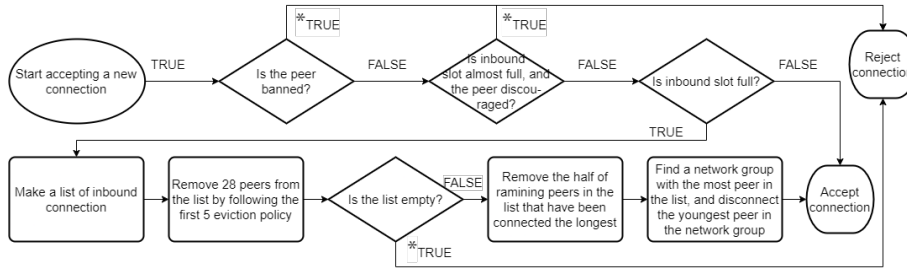 *TRUE
*TRUE
Start accepting a new
connection
TRUE
Is the peer
banned?
FALSE
Is inbound
slot almost full, and
the peer discou-
raged?
FALSE
Is inbound slot full?
FALSE
Reject
connection
TRUE
Make a list of inbound
connection
Remove 28 peers from
the list by following the
first 5 eviction policy
Is the list empty?
FALSE
Remove the half of
ramining peers in the
list that have been
connected the longest
Find a network group
with the most peer in
the list, and disconnect
the youngest peer in
the network group
Accept
connection
*TRUE